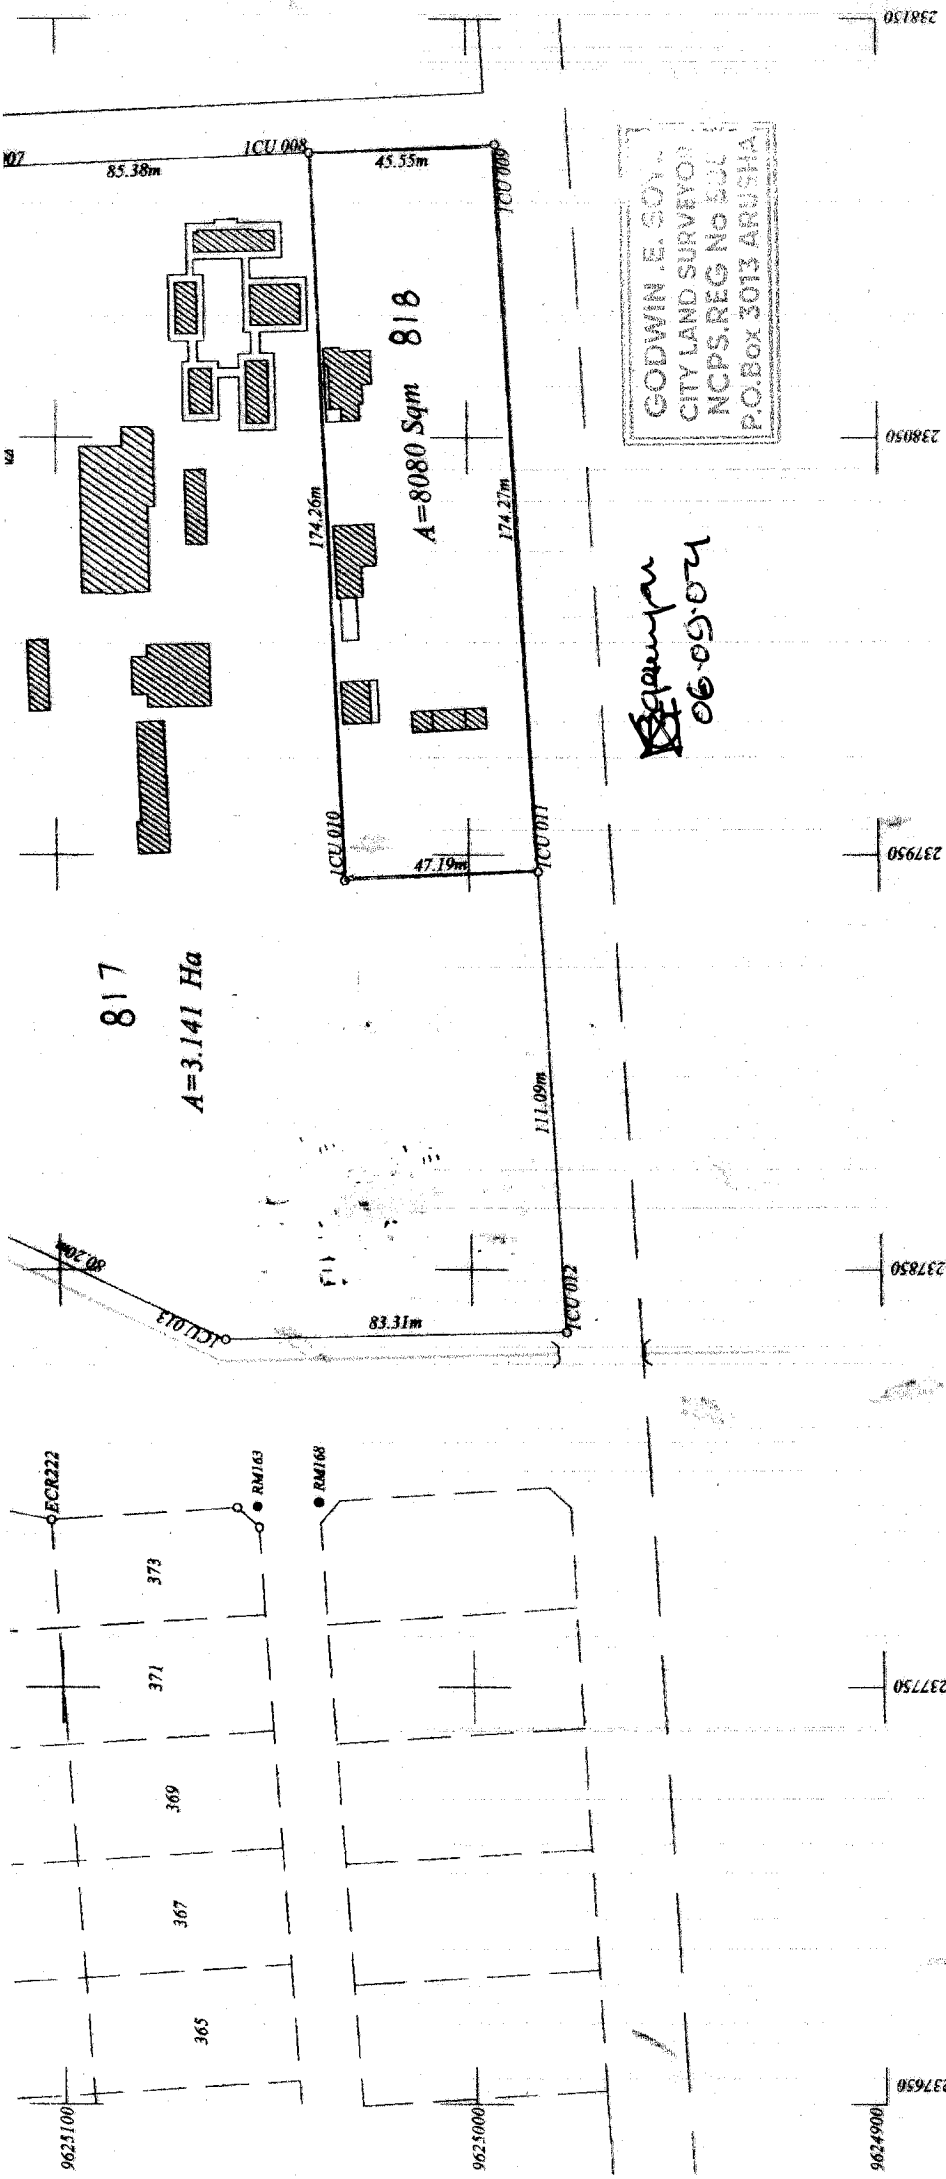 238150
1CU 008
007
85.38m
45.55m
1CU 009
GODWIN .E. SO
CITY LAND SURVEYOR
NCPS.REG No
P.O.Box 3013 ARUSHA
818
A=8080 Sqm
238050
174.26m
174.27m
06.09.04
1CU 010
1CU 011
47.19m
237950
817
A=3.141 Ha
111.09m
80.20m
237850
1CU 013
83.31m
1CU 012
ECR222
RM163
RM168
373
371
237750
369
367
365
237650
9625100
9625000
9624900